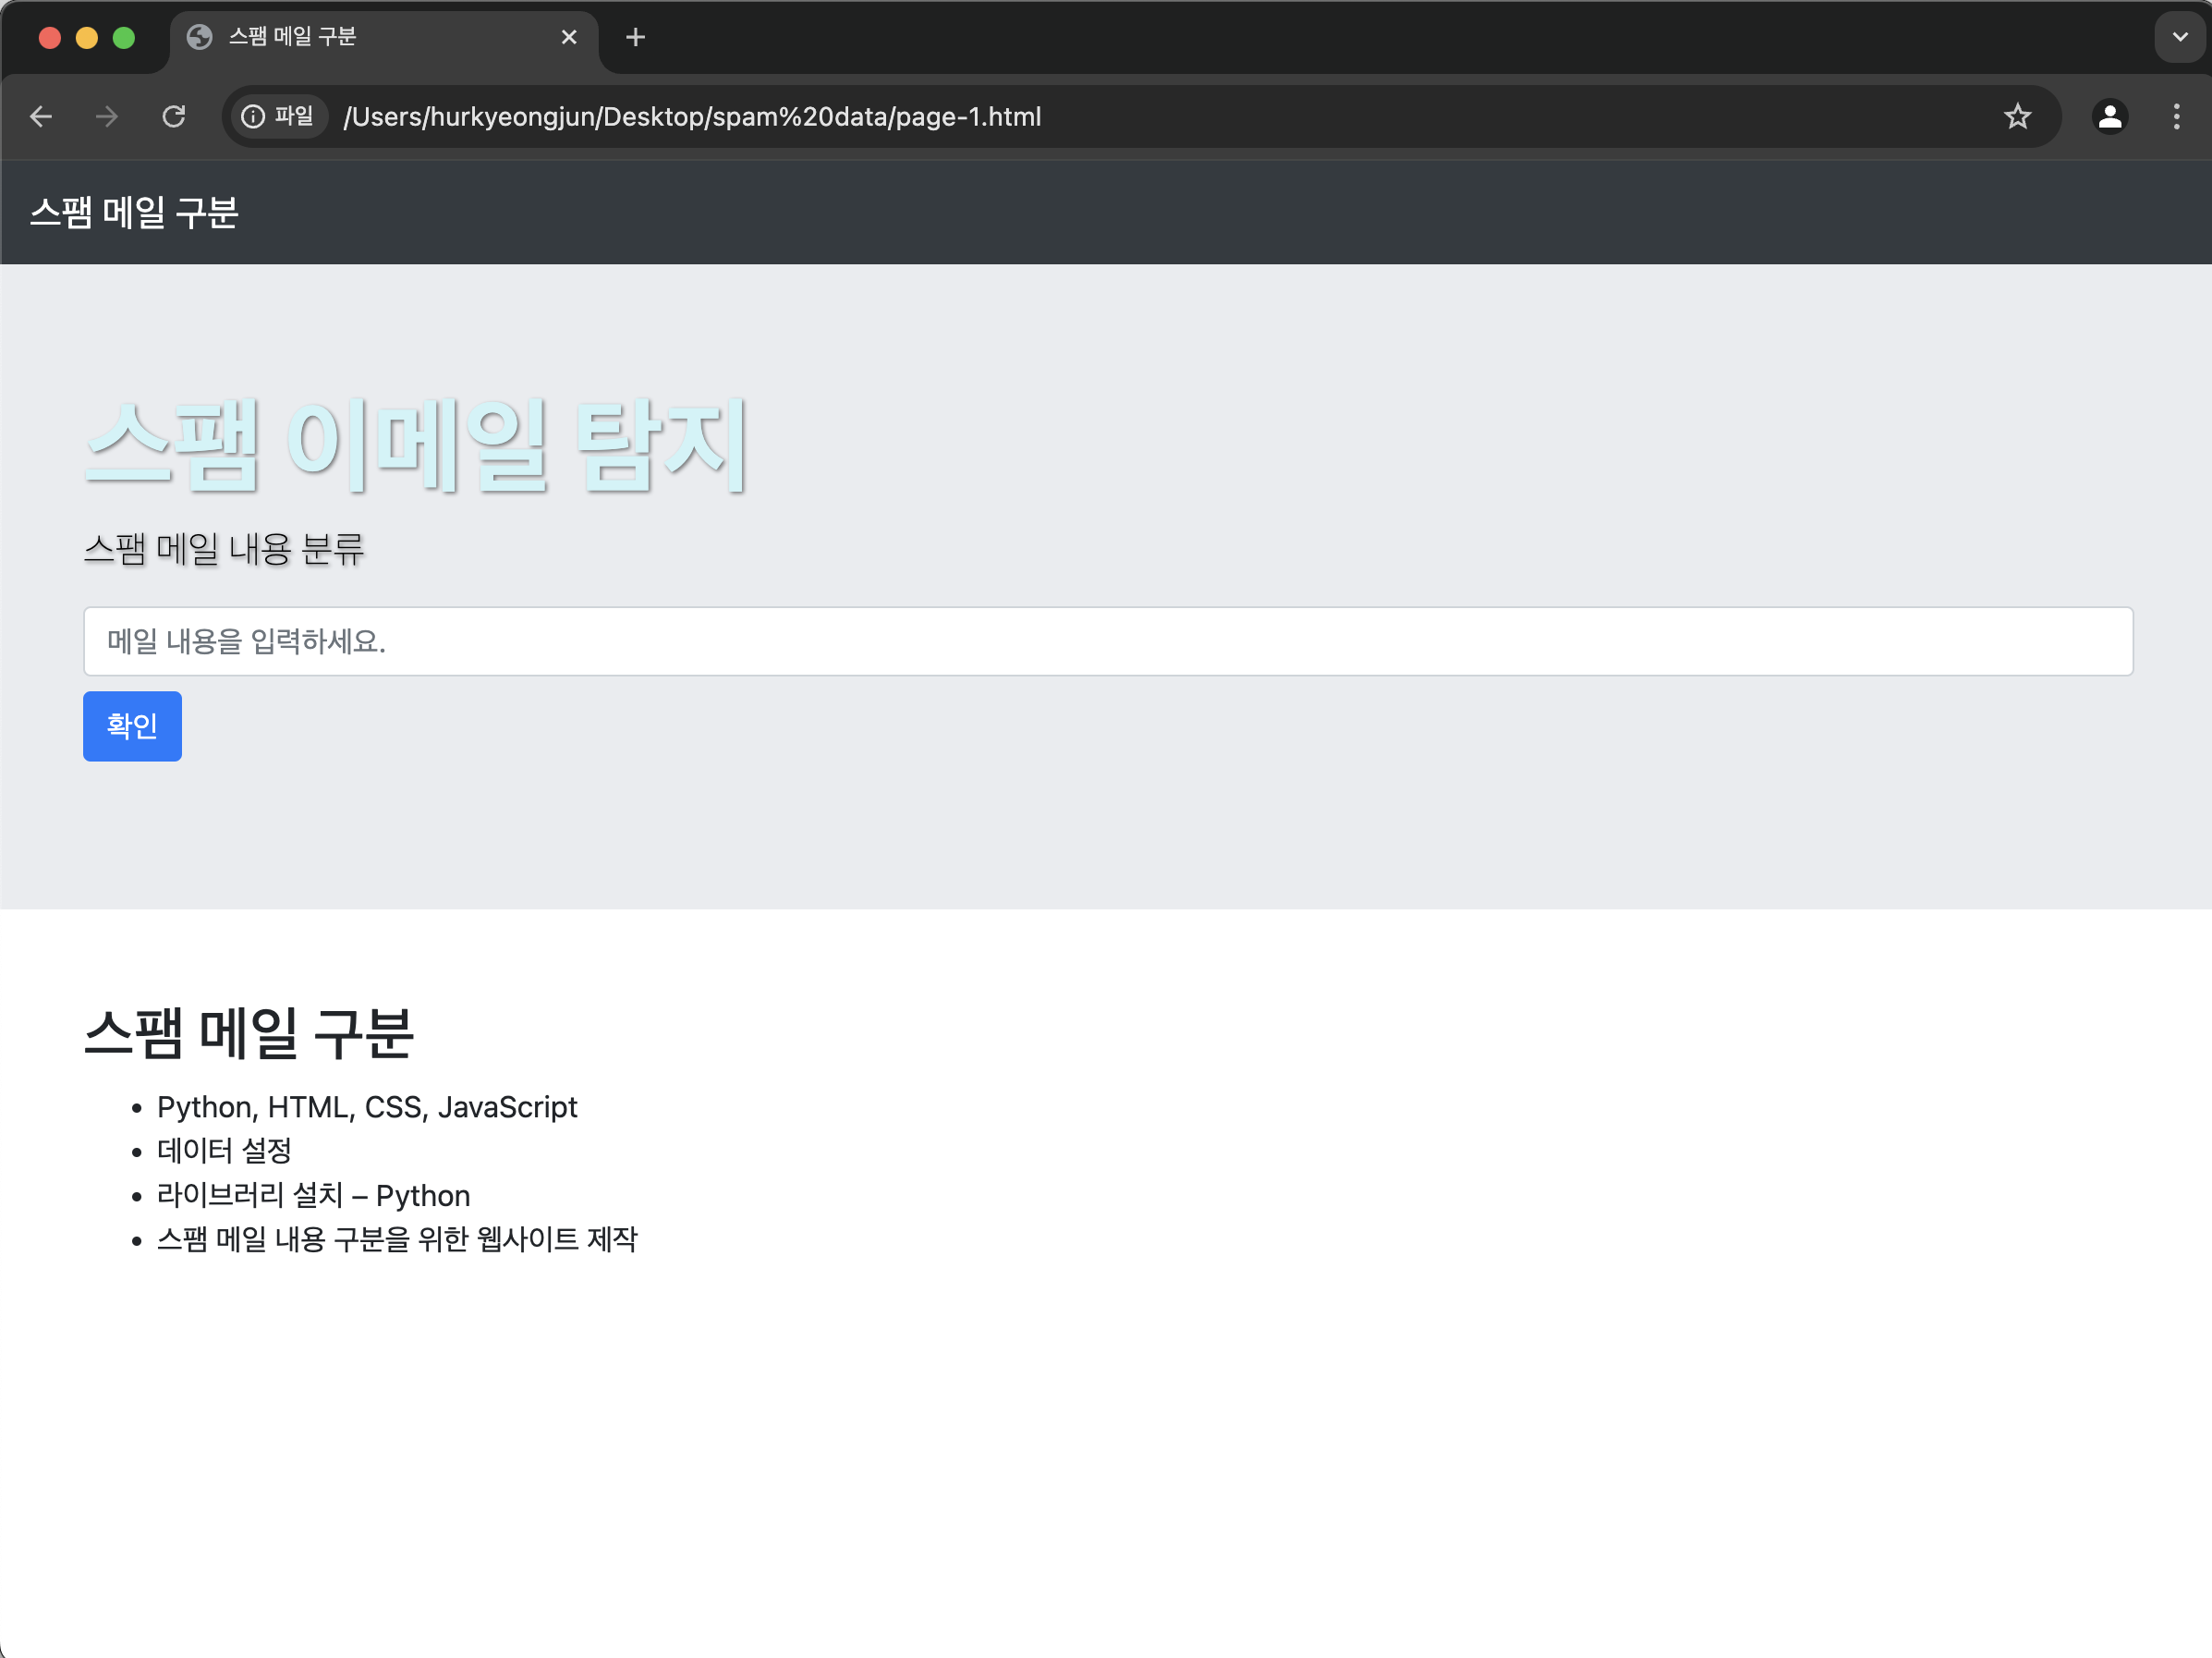 스팸 메일 구분
파일 /Users/hurkyeongjun/Desktop/spam%20data/page-1.html
스팸 메일 구분
스팸 이메일 탐지
스팸 메일 내용 분류
메일 내용을 입력하세요.
확인
스팸 메일 구분
• Python, HTML, CSS, JavaScript
• 데이터 설정
• 라이브러리 설치 – Python
• 스팸 메일 내용 구분을 위한 웹사이트 제작